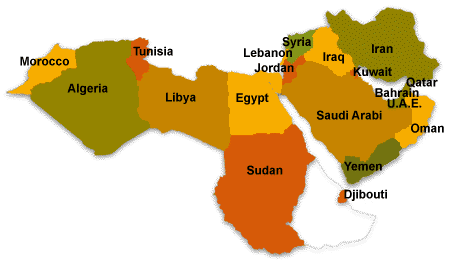 Morocco
Tunisia
Algeria
Libya
Egypt
Sudan
Lebanon
Syria
Jordan
Iraq
Iran
Kuwait
Qatar
Bahrain
U.A.E.
Saudi Arabi
Oman
Yemen
Djibouti